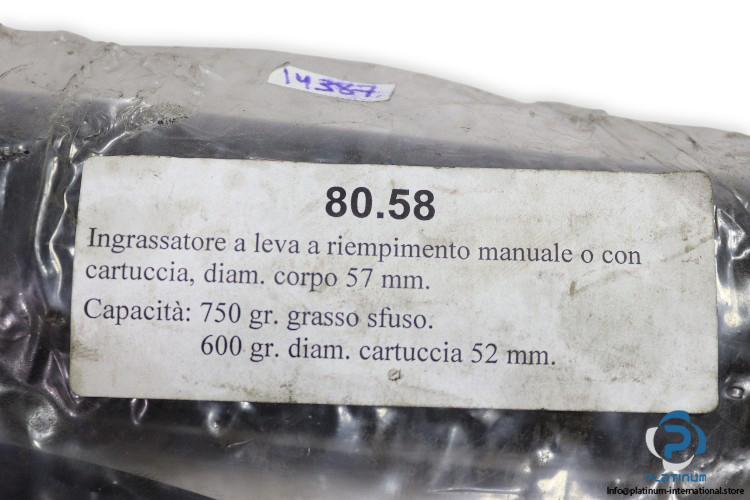 14387
80.58
Ingrassatore a leva a riempimento manuale o con
cartuccia, diam. corpo 57 mm.
Capacità: 750 gr. grasso sfuso.
600 gr. diam. cartuccia 52 mm.
PLATINUM
info@platinum-international.store